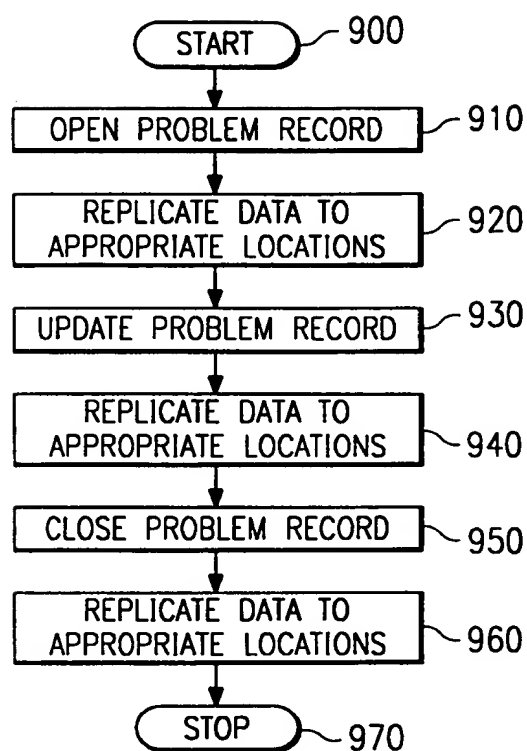 START 900
OPEN PROBLEM RECORD 910
REPLICATE DATA TO
APPROPRIATE LOCATIONS 920
UPDATE PROBLEM RECORD 930
REPLICATE DATA TO
APPROPRIATE LOCATIONS 940
CLOSE PROBLEM RECORD 950
REPLICATE DATA TO
APPROPRIATE LOCATIONS 960
STOP 970